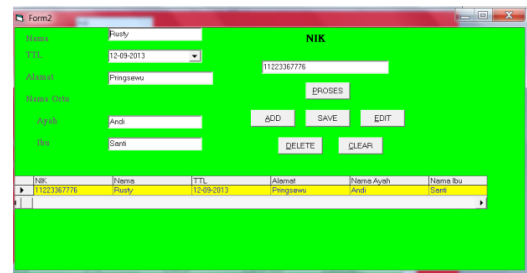 Form2
Nama Rusty NIK
TTL 12-09-2013
11223367776
Alamat Pringsewu
PROSES
Nama Ortu
Ayah Andi ADD SAVE EDIT
Ibu Santi DELETE CLEAR
NIK Nama TTL Alamat Nama Ayah Nama Ibu
11223367776 Rusty 12-09-2013 Pringsewu Andi Santi